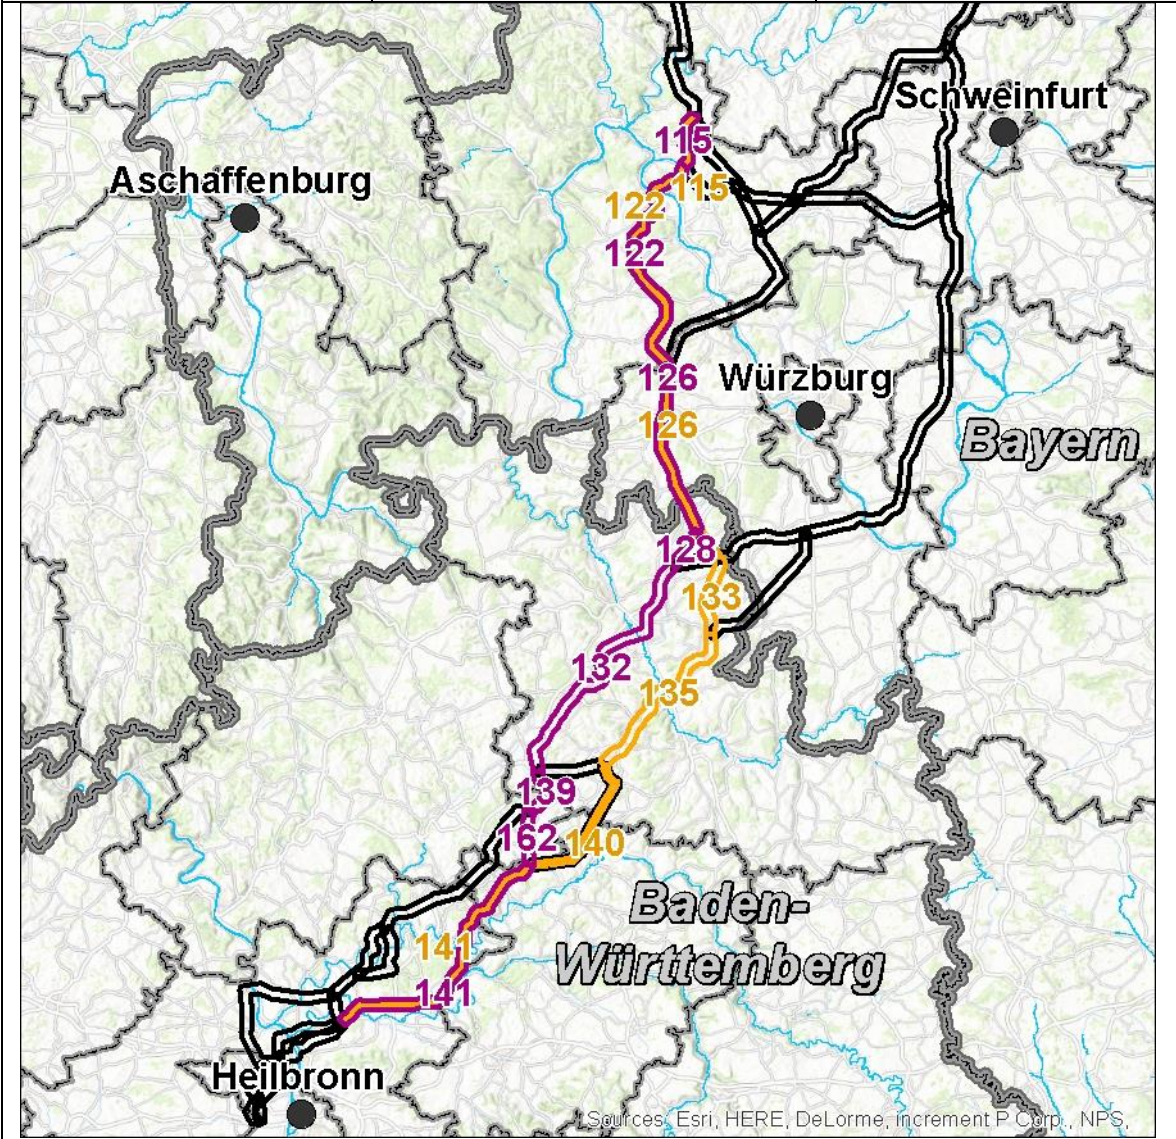 Schweinfurt
115
Aschaffenburg
115
122
122
126
Würzburg
126
Bayern
128
133
132
135
139
162
140
Baden-
Württemberg
141
141
Heilbronn
Sources: Esri, HERE, DeLorme, increment P Corp., NPS,